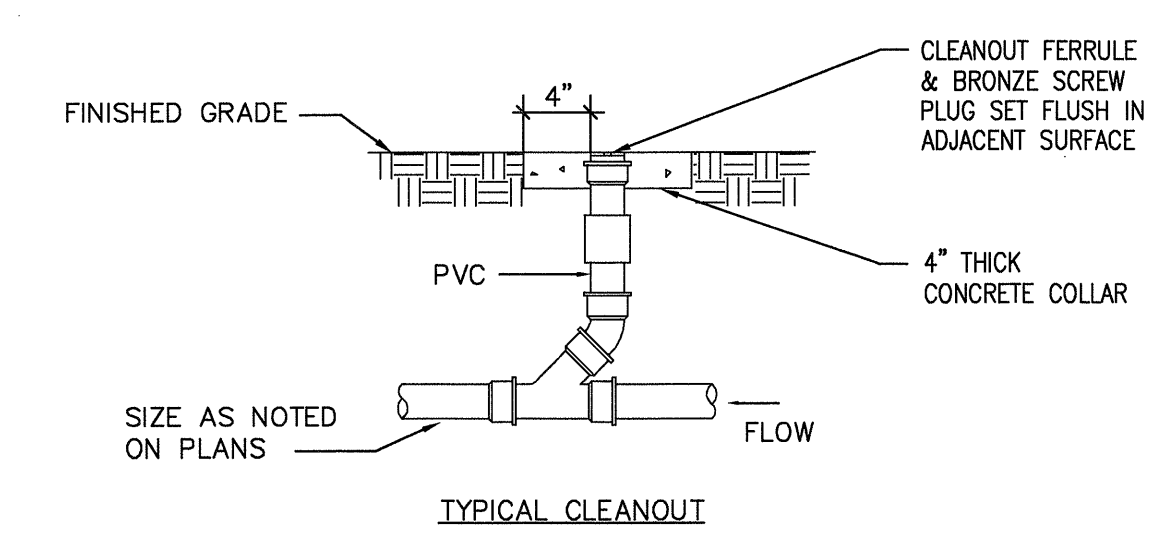 CLEANOUT FERRULE
& BRONZE SCREW
PLUG SET FLUSH IN
ADJACENT SURFACE
4"
FINISHED GRADE
PVC
4" THICK
CONCRETE COLLAR
SIZE AS NOTED
ON PLANS
FLOW
TYPICAL CLEANOUT